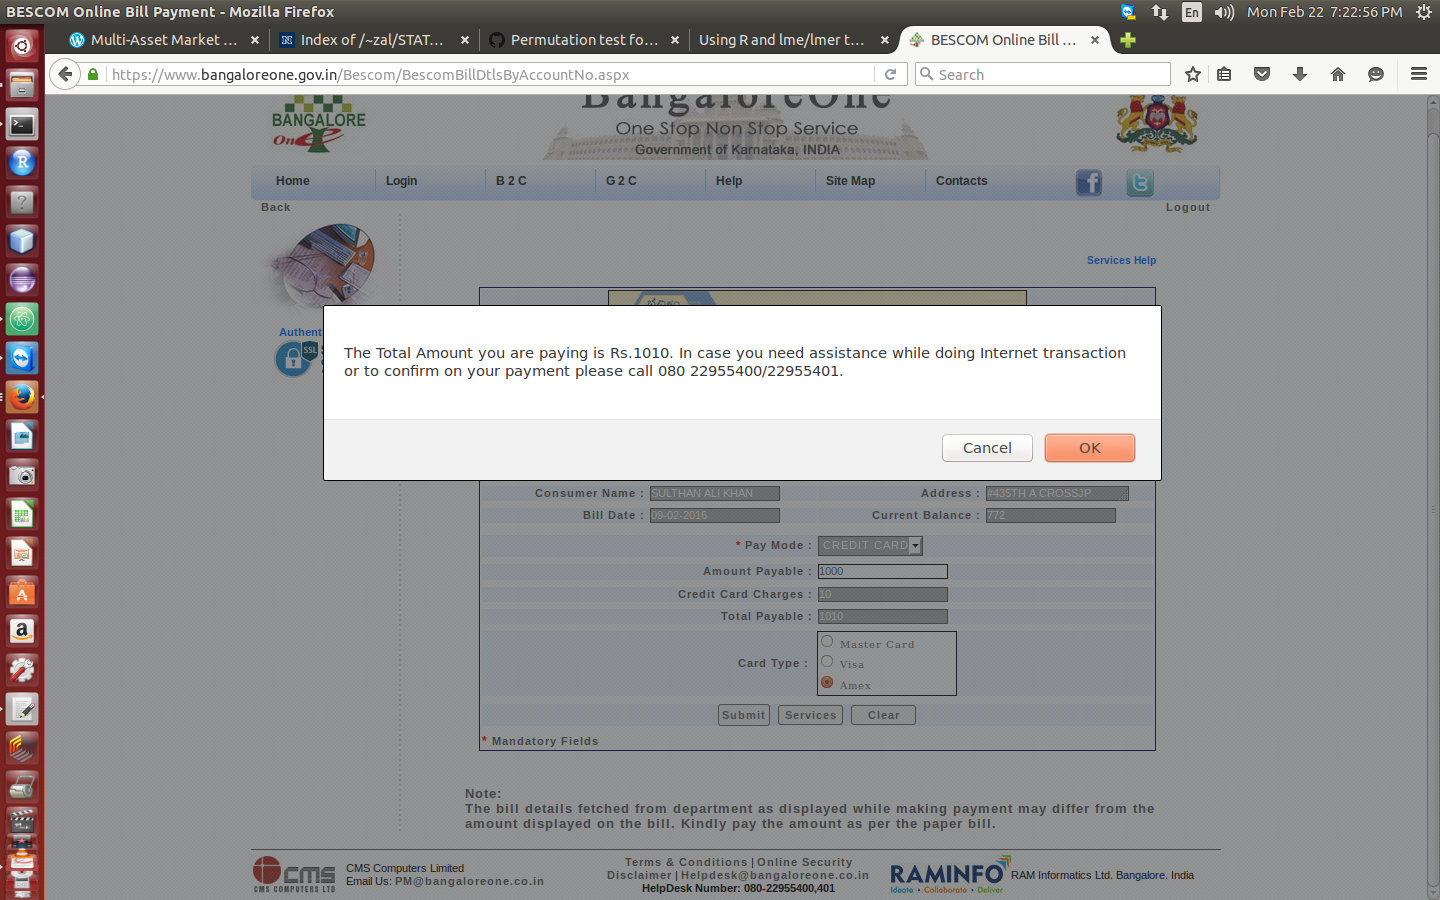 BESCOM Online Bill Payment - Mozilla Firefox
En
Mon Feb 22 7:22:56 PM
Multi-Asset Market ...
Index of /~zal/STAT...
Permutation test fo...
Using R and lme/lmer t...
BESCOM Online Bill ...
https://www.bangaloreone.gov.in/Bescom/BescomBillDtlsByAccountNo.aspx
Search
BANGALORE
One
BangaloreOne
One Stop Non Stop Service
Government of Karnataka, INDIA
Home
Login
B 2 C
G 2 C
Help
Site Map
Contacts
Back
Logout
Services Help
Authent
SSL
The Total Amount you are paying is Rs.1010. In case you need assistance while doing Internet transaction
or to confirm on your payment please call 080 22955400/22955401.
Cancel
OK
Consumer Name : SULTHAN ALI KHAN
Address : #435TH A CROSSJP
Bill Date : 09-02-2016
Current Balance : 772
* Pay Mode : CREDIT CARD
Amount Payable : 1000
Credit Card Charges : 10
Total Payable : 1010
Card Type :
Master Card
Visa
Amex
Submit
Services
Clear
* Mandatory Fields
Note:
The bill details fetched from department as displayed while making payment may differ from the
amount displayed on the bill. Kindly pay the amount as per the paper bill.
CMS
CMS COMPUTERS LTD
CMS Computers Limited
Email Us: PM@bangaloreone.co.in
Terms & Conditions | Online Security
Disclaimer | Helpdesk@bangaloreone.co.in
HelpDesk Number: 080-22955400,401
RAMINFO
Ideate • Collaborate • Deliver
RAM Informatics Ltd. Bangalore. India